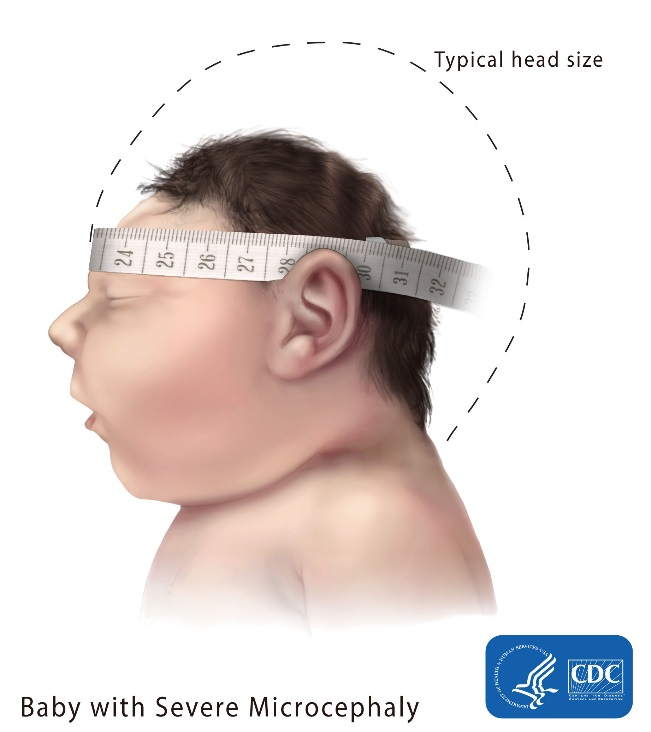 Typical head size
24 25 26 27 28 30 31 32
Baby with Severe Microcephaly
CDC